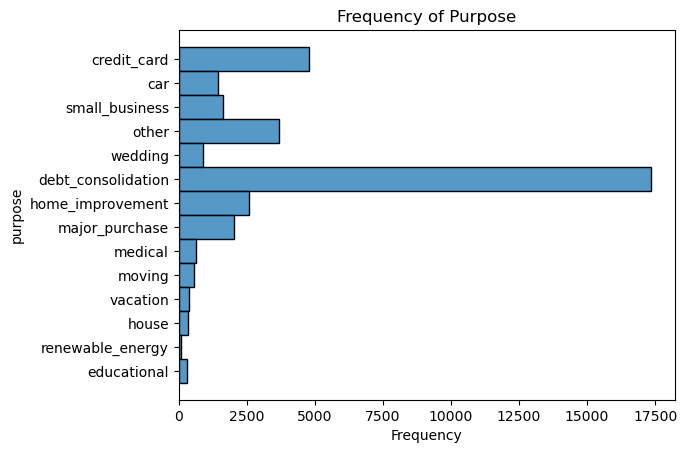 Frequency of Purpose
credit_card
car
small_business
other
wedding
debt_consolidation
home_improvement
major_purchase
medical
moving
vacation
house
renewable_energy
educational
purpose
0 2500 5000 7500 10000 12500 15000 17500
Frequency